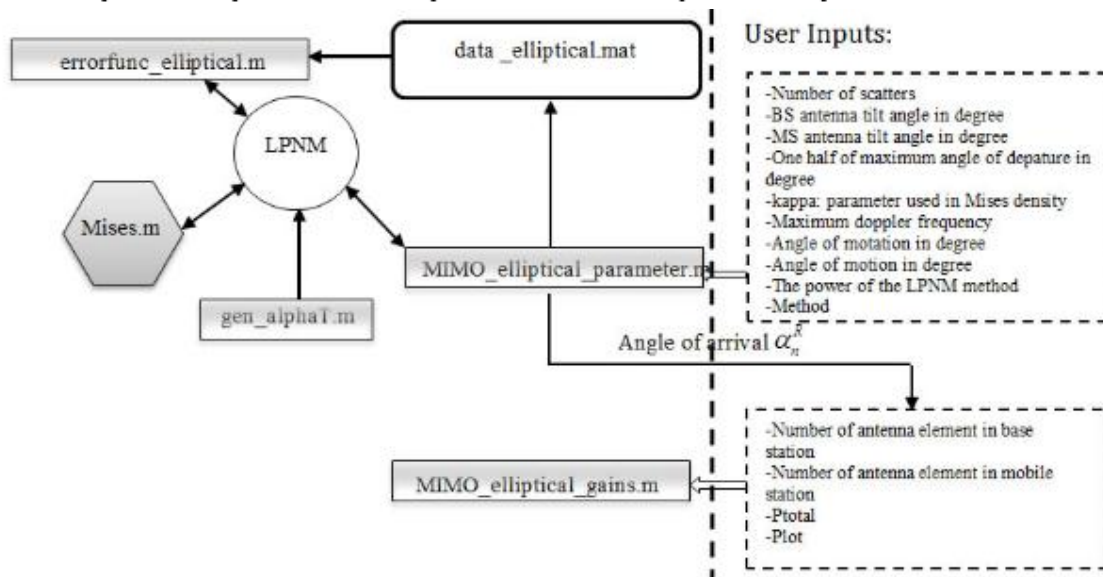 data _elliptical.mat
errorfunc_elliptical.m
LPNM
Mises.m
gen_alphaT.m
MIMO_elliptical_parameter.m
Angle of arrival α_n^R
MIMO_elliptical_gains.m
User Inputs:
-Number of scatters
-BS antenna tilt angle in degree
-MS antenna tilt angle in degree
-One half of maximum angle of depature in
degree
-kappa: parameter used in Mises density
-Maximum doppler frequency
-Angle of motation in degree
-Angle of motion in degree
-The power of the LPNM method
-Method
-Number of antenna element in base
station
-Number of antenna element in mobile
station
-Ptotal
-Plot